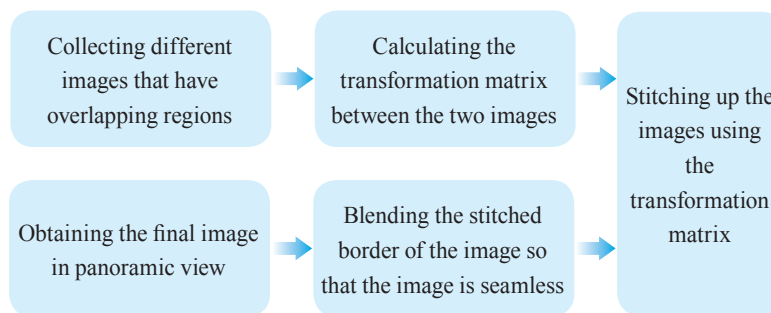 Collecting different
images that have
overlapping regions
Calculating the
transformation matrix
between the two images
Stitching up the
images using
the
transformation
matrix
Blending the stitched
border of the image so
that the image is seamless
Obtaining the final image
in panoramic view